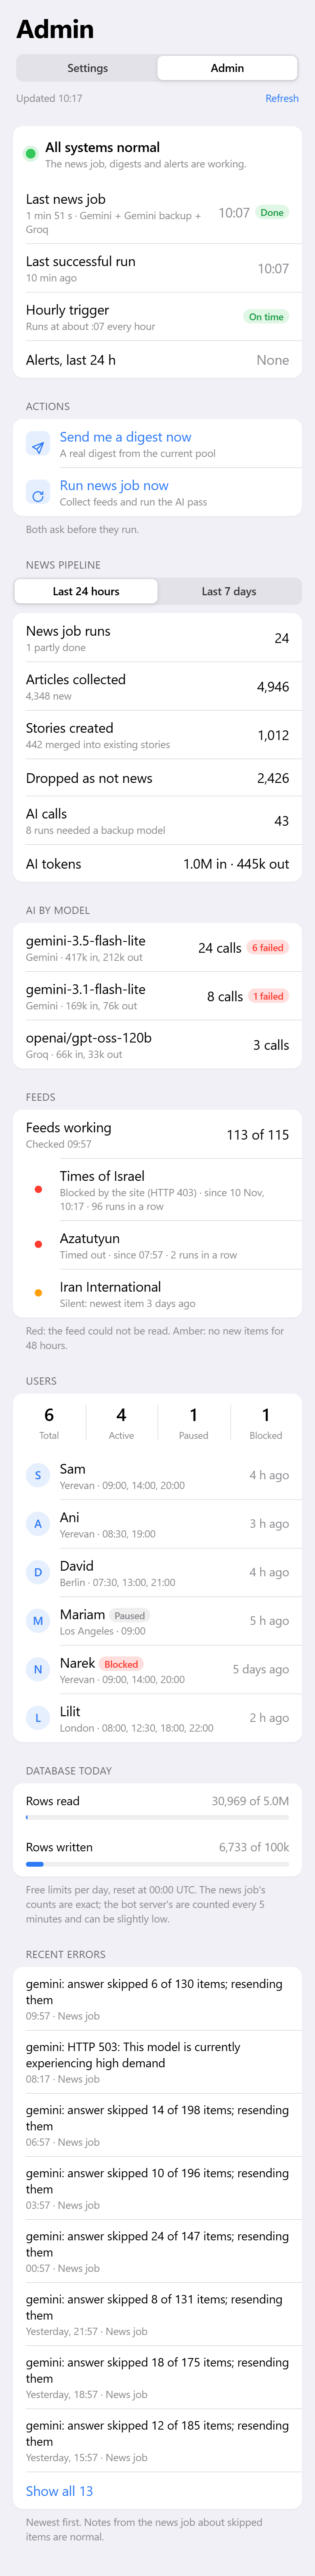 Admin
Settings
Admin
Updated 10:17
Refresh
All systems normal
The news job, digests and alerts are working.
Last news job
1 min 51 s · Gemini + Gemini backup +
Groq
10:07
Done
Last successful run
10 min ago
10:07
Hourly trigger
Runs at about :07 every hour
On time
Alerts, last 24 h
None
ACTIONS
Send me a digest now
A real digest from the current pool
Run news job now
Collect feeds and run the AI pass
Both ask before they run.
NEWS PIPELINE
Last 24 hours
Last 7 days
News job runs
1 partly done
24
Articles collected
4,348 new
4,946
Stories created
442 merged into existing stories
1,012
Dropped as not news
2,426
AI calls
8 runs needed a backup model
43
AI tokens
1.0M in · 445k out
AI BY MODEL
gemini-3.5-flash-lite
Gemini · 417k in, 212k out
24 calls
6 failed
gemini-3.1-flash-lite
Gemini · 169k in, 76k out
8 calls
1 failed
openai/gpt-oss-120b
Groq · 66k in, 33k out
3 calls
FEEDS
Feeds working
Checked 09:57
113 of 115
Times of Israel
Blocked by the site (HTTP 403) · since 10 Nov,
10:17 · 96 runs in a row
Azatutyun
Timed out · since 07:57 · 2 runs in a row
Iran International
Silent: newest item 3 days ago
Red: the feed could not be read. Amber: no new items for
48 hours.
USERS
6
Total
4
Active
1
Paused
1
Blocked
S
Sam
Yerevan · 09:00, 14:00, 20:00
4 h ago
A
Ani
Yerevan · 08:30, 19:00
3 h ago
D
David
Berlin · 07:30, 13:00, 21:00
4 h ago
M
Mariam
Paused
Los Angeles · 09:00
5 h ago
N
Narek
Blocked
Yerevan · 09:00, 14:00, 20:00
5 days ago
L
Lilit
London · 08:00, 12:30, 18:00, 22:00
2 h ago
DATABASE TODAY
Rows read
30,969 of 5.0M
Rows written
6,733 of 100k
Free limits per day, reset at 00:00 UTC. The news job's
counts are exact; the bot server's are counted every 5
minutes and can be slightly low.
RECENT ERRORS
gemini: answer skipped 6 of 130 items; resending
them
09:57 · News job
gemini: HTTP 503: This model is currently
experiencing high demand
08:17 · News job
gemini: answer skipped 14 of 198 items; resending
them
06:57 · News job
gemini: answer skipped 10 of 196 items; resending
them
03:57 · News job
gemini: answer skipped 24 of 147 items; resending
them
00:57 · News job
gemini: answer skipped 8 of 131 items; resending
them
Yesterday, 21:57 · News job
gemini: answer skipped 18 of 175 items; resending
them
Yesterday, 18:57 · News job
gemini: answer skipped 12 of 185 items; resending
them
Yesterday, 15:57 · News job
Show all 13
Newest first. Notes from the news job about skipped
items are normal.